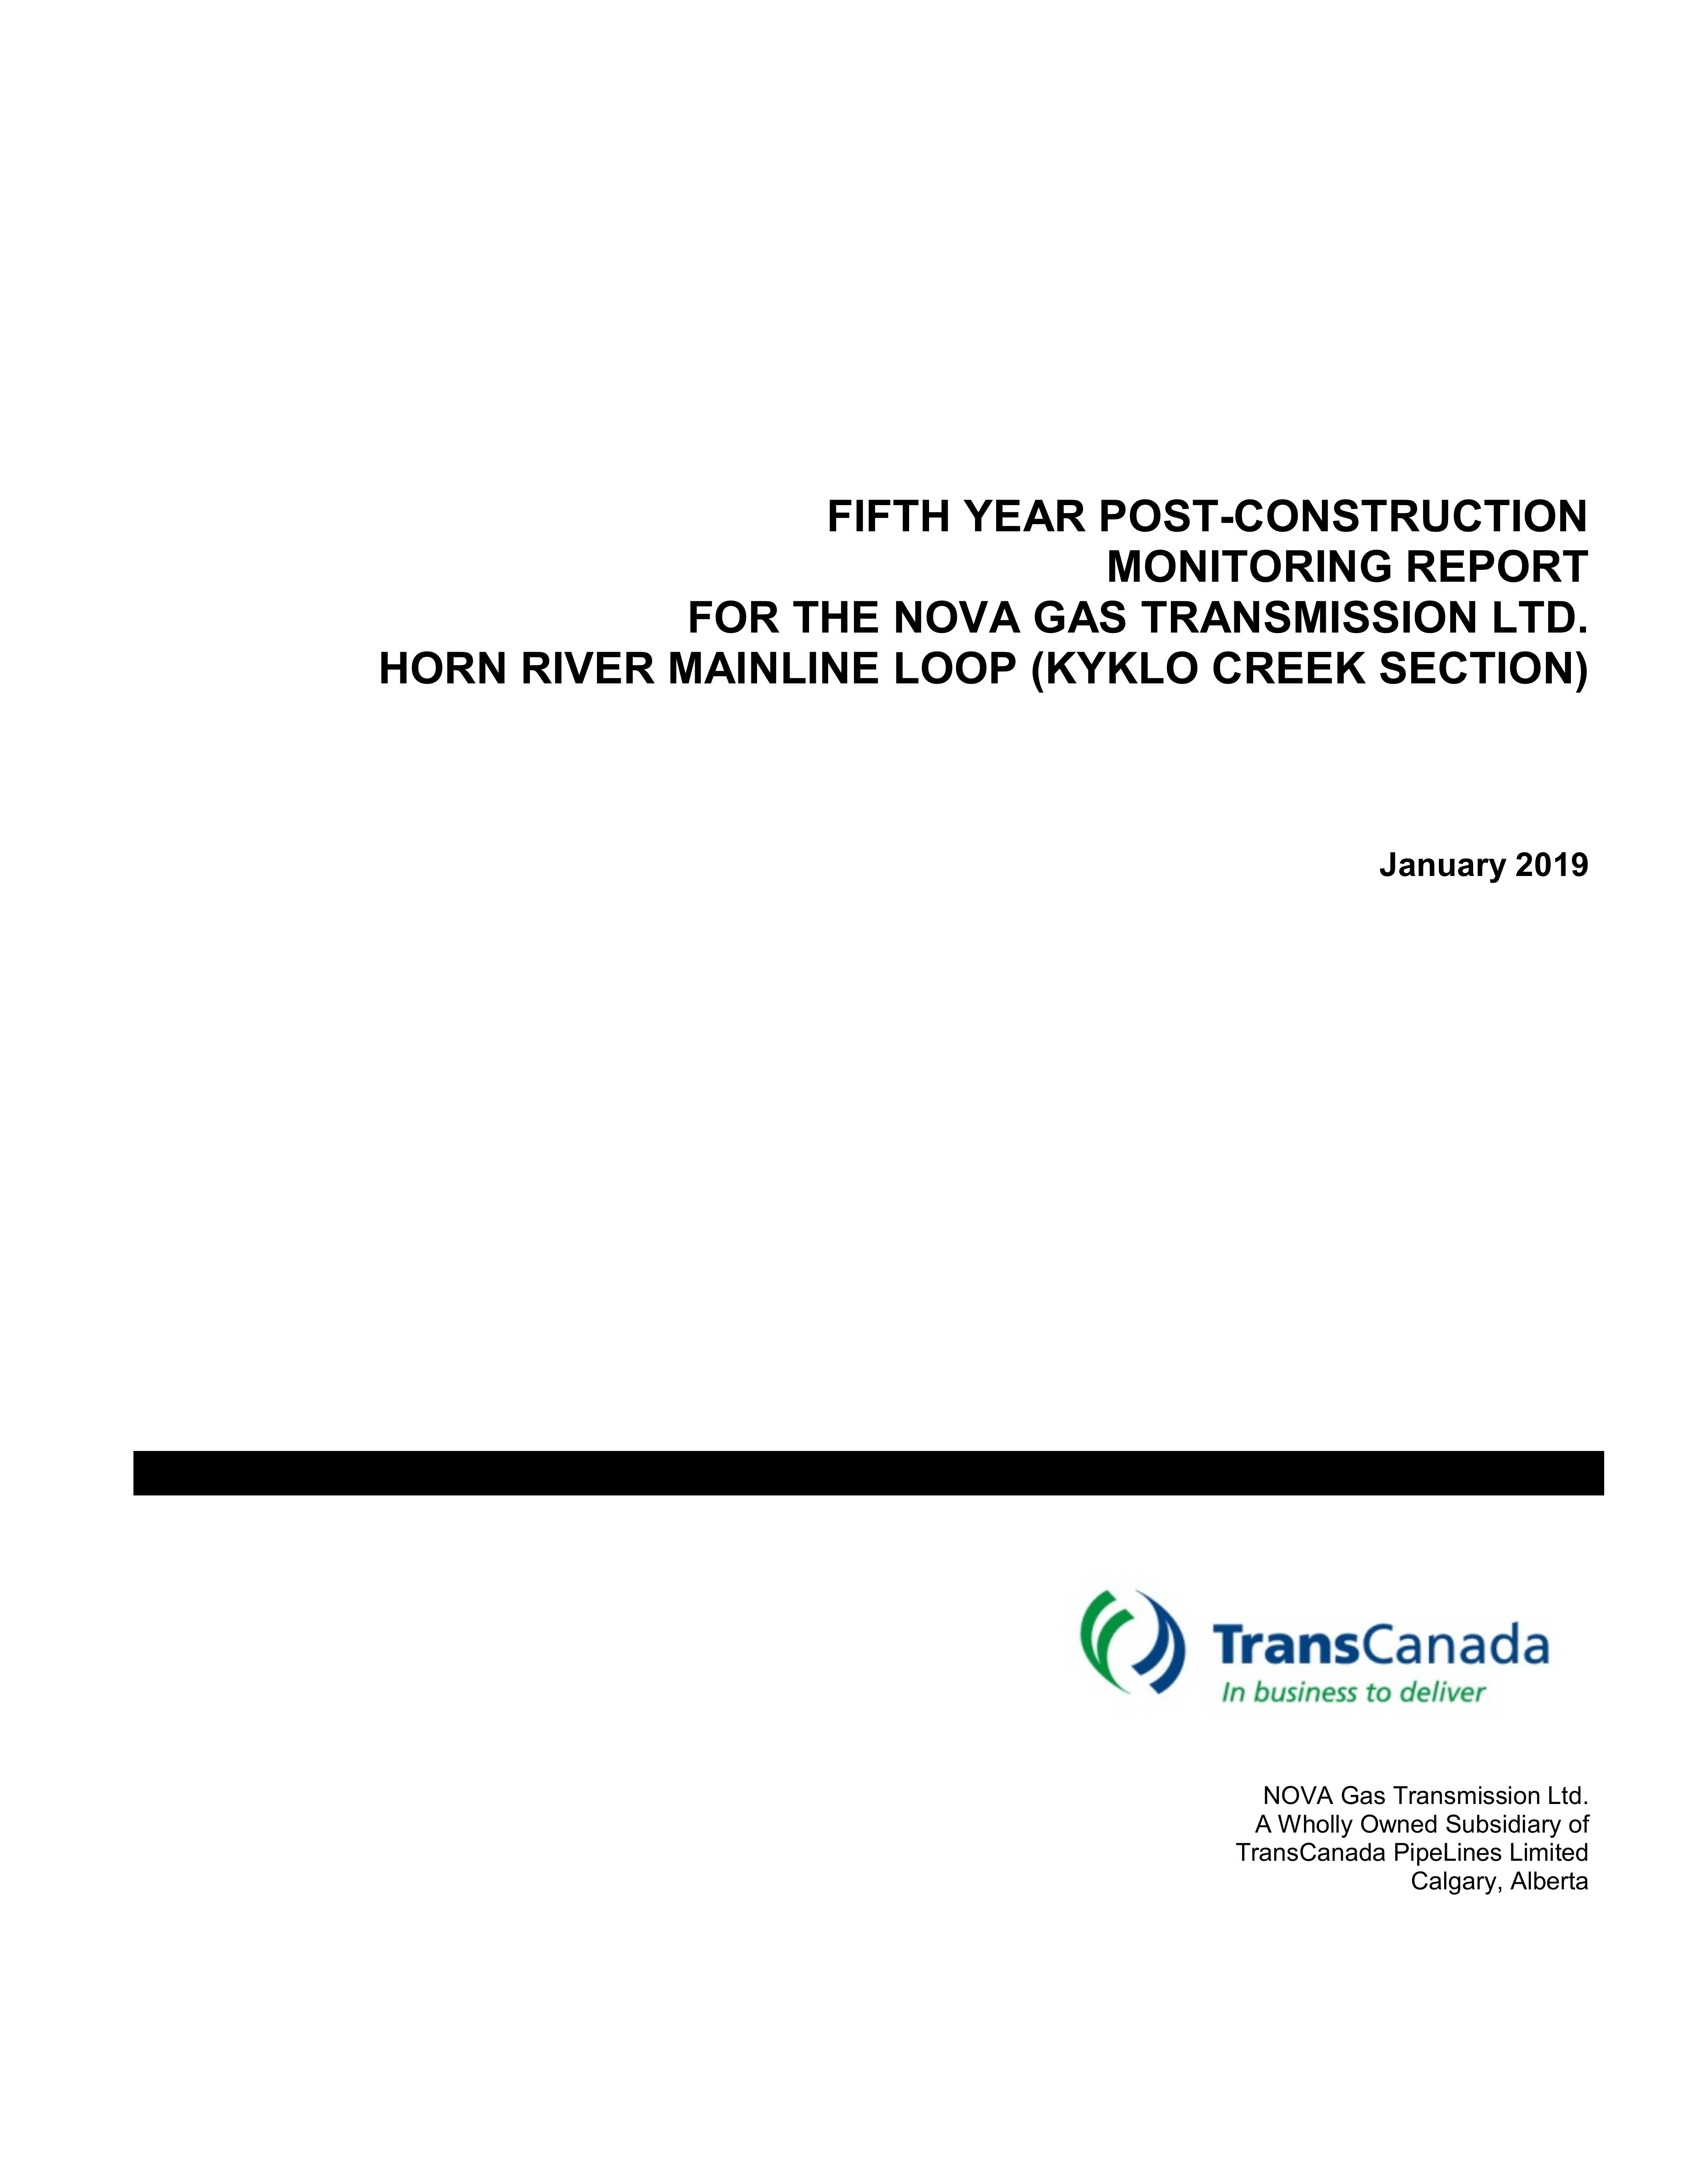 FIFTH YEAR POST-CONSTRUCTION
MONITORING REPORT
FOR THE NOVA GAS TRANSMISSION LTD.
HORN RIVER MAINLINE LOOP (KYKLO CREEK SECTION)
January 2019
TransCanada
In business to deliver
NOVA Gas Transmission Ltd.
A Wholly Owned Subsidiary of
TransCanada PipeLines Limited
Calgary, Alberta